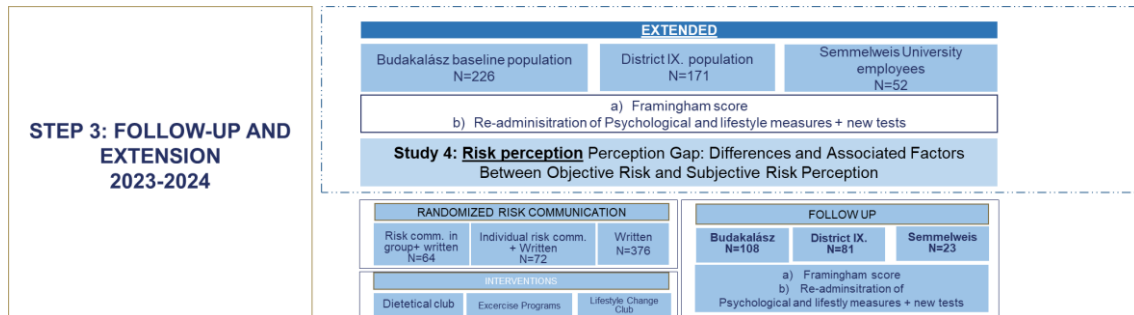 STEP 3: FOLLOW-UP AND
EXTENSION
2023-2024
EXTENDED
Budakalász baseline population
N=226
District IX. population
N=171
Semmelweis University
employees
N=52
a) Framingham score
b) Re-adminisitration of Psychological and lifestyle measures + new tests
Study 4: Risk perception Perception Gap: Differences and Associated Factors
Between Objective Risk and Subjective Risk Perception
RANDOMIZED RISK COMMUNICATION
Risk comm. in
group+ written
N=64
Individual risk comm.
+ Written
N=72
Written
N=376
INTERVENTIONS
Dietetical club
Excercise Programs
Lifestyle Change
Club
FOLLOW UP
Budakalász
N=108
District IX.
N=81
Semmelweis
N=23
a) Framingham score
b) Re-adminsitration of
Psychological and lifestly measures + new tests